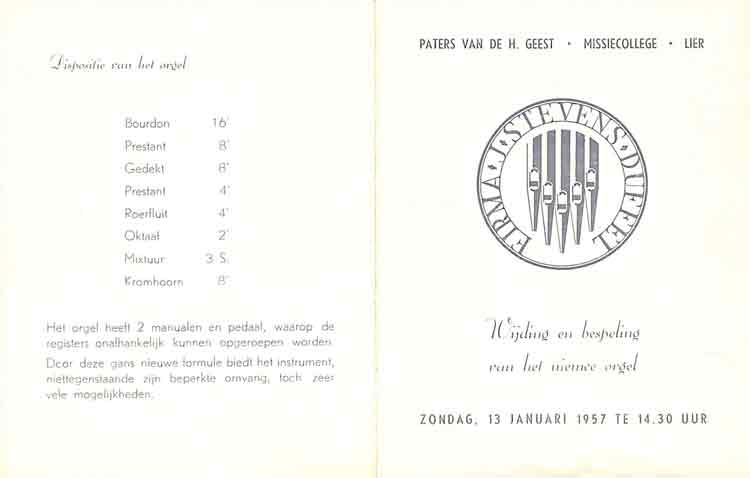 Dispositie van het orgel
Bourdon 16'
Prestant 8'
Gedekt 8'
Prestant 4'
Roerfluit 4'
Oktaaf 2'
Mixtuur 3 S.
Kromhoorn 8'
Het orgel heeft 2 manualen en pedaal, waarop de
registers onafhankelijk kunnen opgeroepen worden.
Door deze gans nieuwe formule biedt het instrument,
niettegenstaande zijn beperkte omvang, toch zeer
vele mogelijkheden.
PATERS VAN DE H. GEEST • MISSIECOLLEGE • LIER
FIRMA • J • STEVENS • DUFFEL
Wijding en bespeling
van het nieuwe orgel
ZONDAG, 13 JANUARI 1957 TE 14.30 UUR